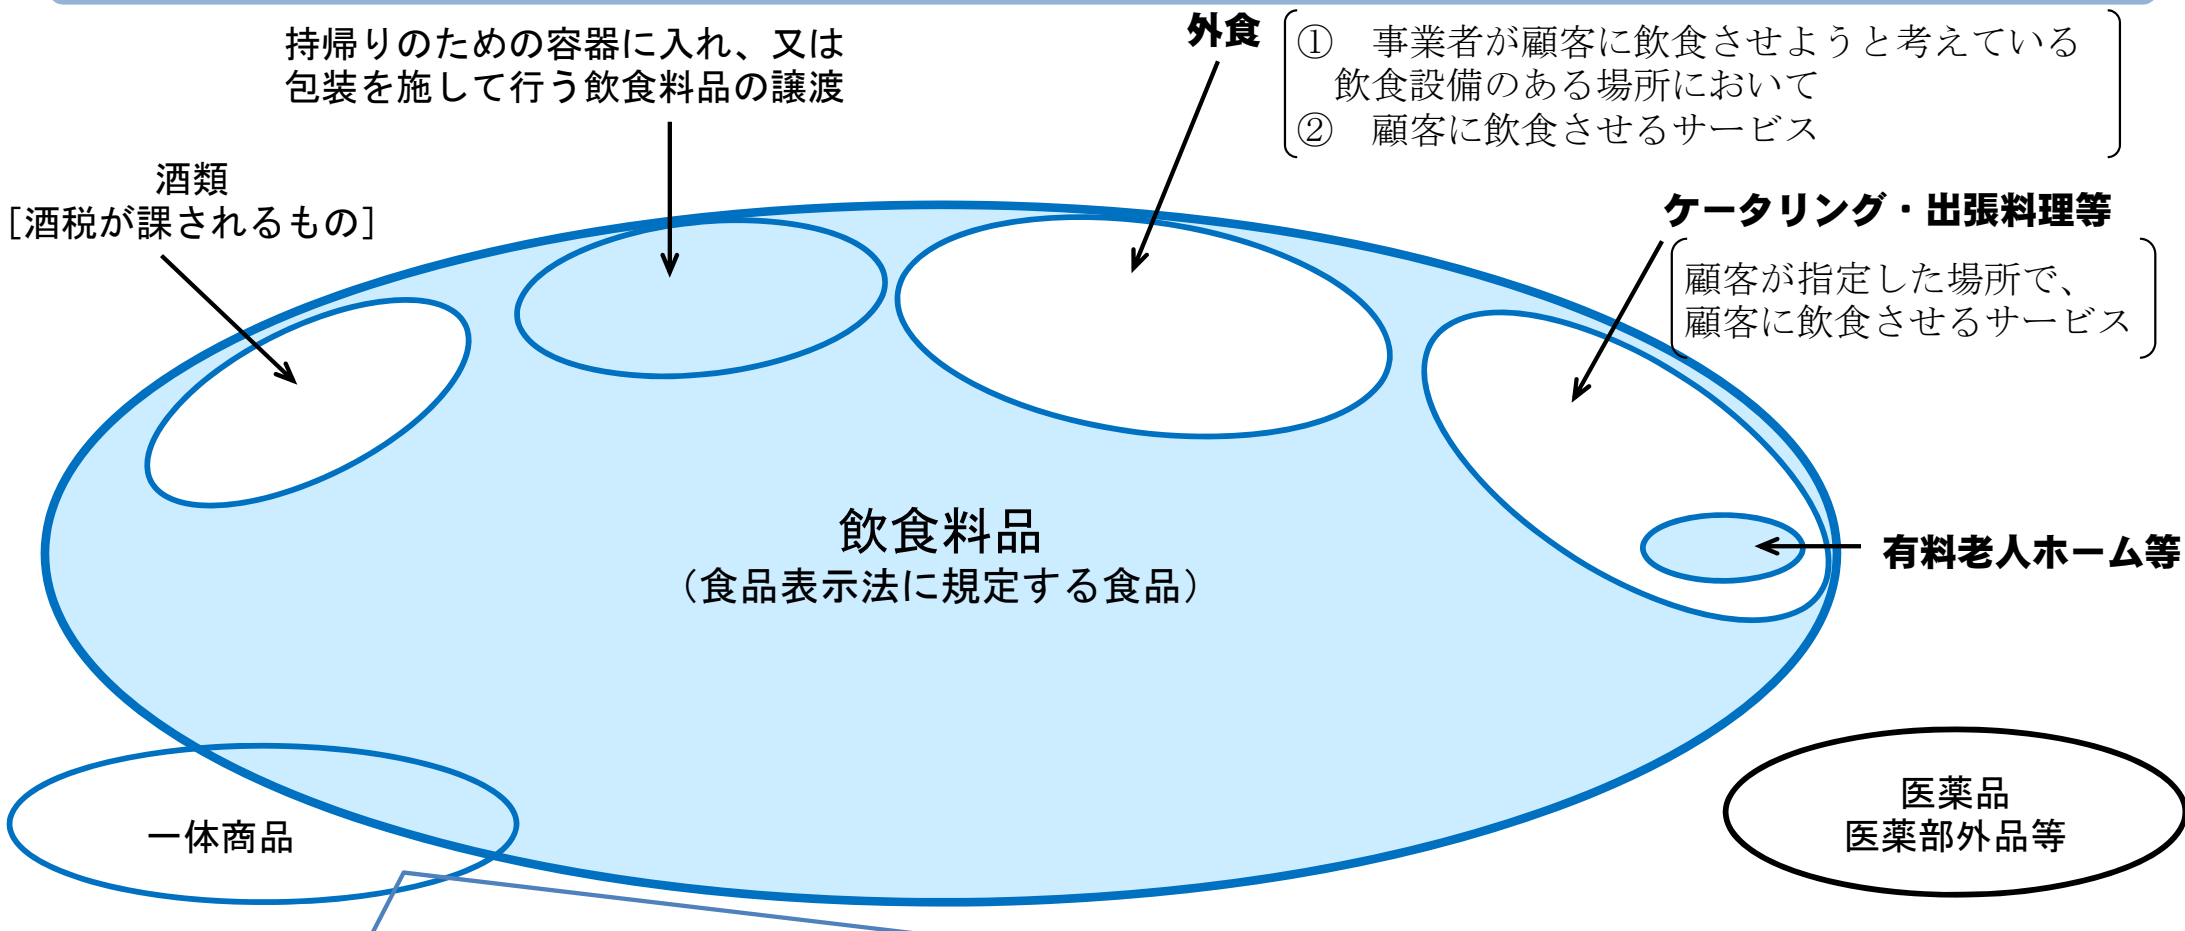 持帰りのための容器に入れ、又は
包装を施して行う飲食料品の譲渡
外食
① 事業者が顧客に飲食させようと考えている
飲食設備のある場所において
② 顧客に飲食させるサービス
酒類
[酒税が課されるもの]
ケータリング・出張料理等
顧客が指定した場所で、
顧客に飲食させるサービス
飲食料品
（食品表示法に規定する食品）
有料老人ホーム等
一体商品
医薬品
医薬部外品等